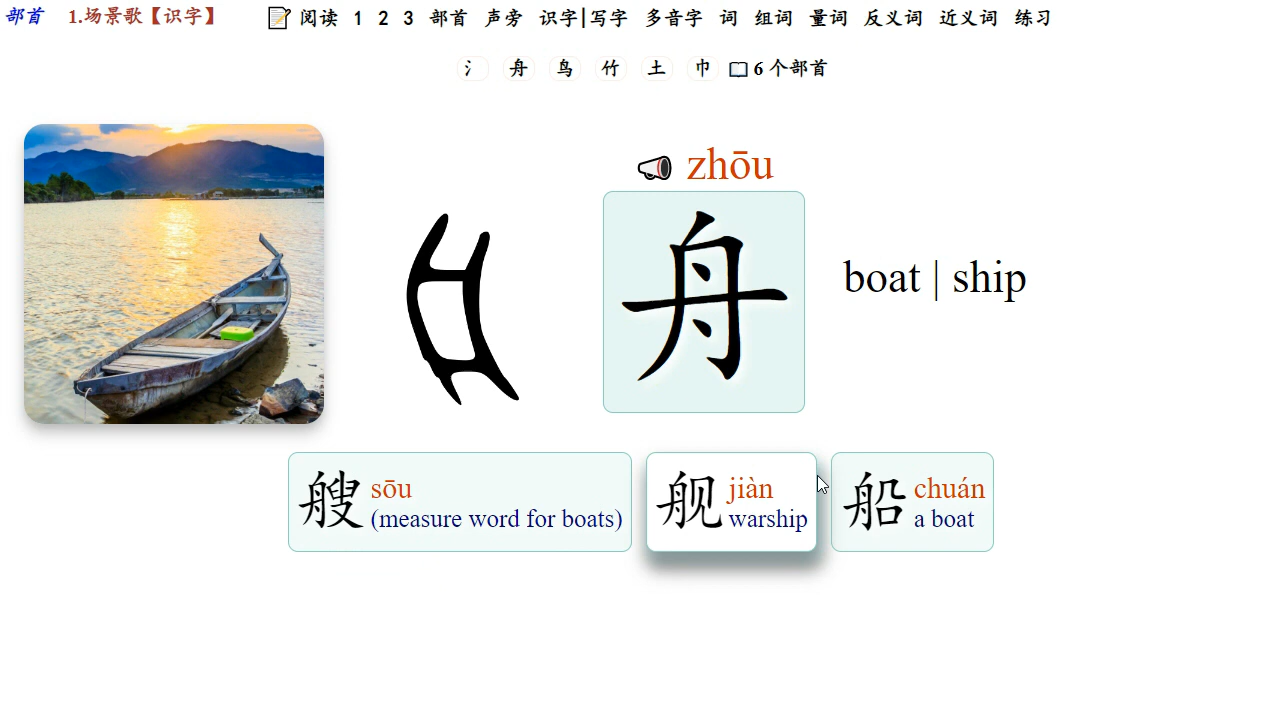 部首 1.场景歌【识字】 阅读 1 2 3 部首 声旁 识字|写字 多音字 词 组词 量词 反义词 近义词 练习
氵 舟 鸟 竹 土 巾 6 个部首
zhōu
舟
boat | ship
艘 sōu (measure word for boats)
舰 jiàn warship
船 chuán a boat